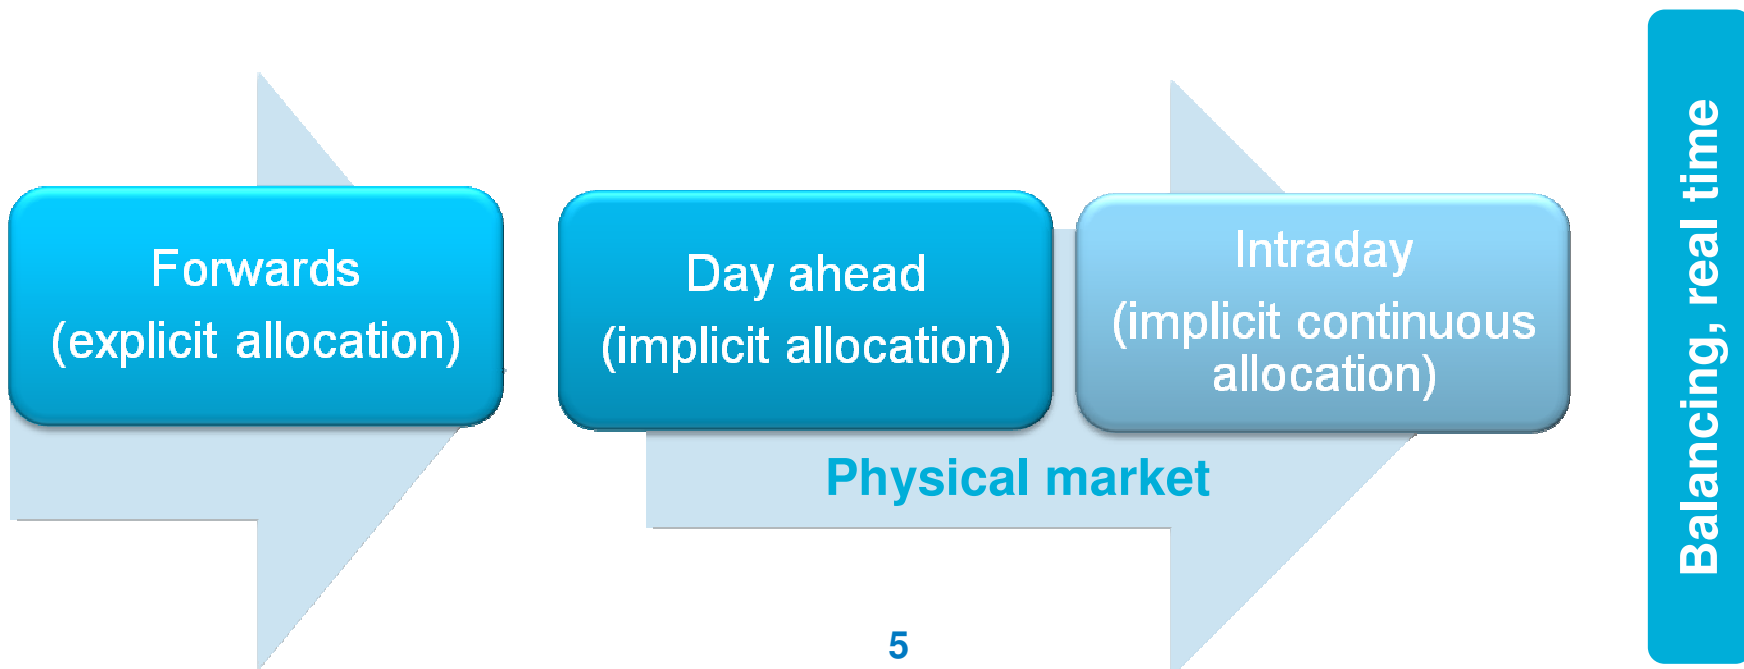 Forwards
(explicit allocation)
Day ahead
(implicit allocation)
Intraday
(implicit continuous
allocation)
Physical market
Balancing, real time
5